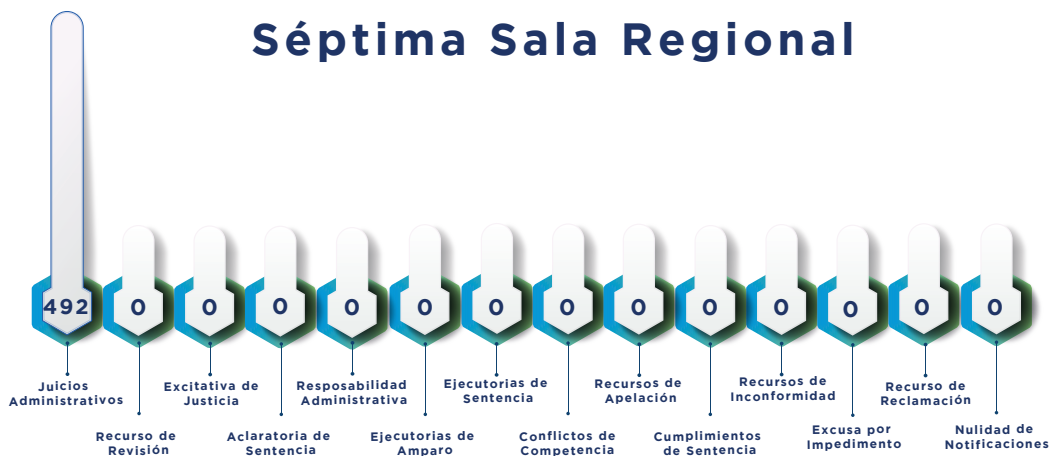 Séptima Sala Regional
492 0 0 0 0 0 0 0 0 0 0 0 0 0
Juicios
Administrativos
Recurso de
Revisión
Excitativa de
Justicia
Aclaratoria de
Sentencia
Resposabilidad
Administrativa
Ejecutorias de
Amparo
Ejecutorias de
Sentencia
Conflictos de
Competencia
Recursos de
Apelación
Cumplimientos
de Sentencia
Recursos de
Inconformidad
Excusa por
Impedimento
Recurso de
Reclamación
Nulidad de
Notificaciones